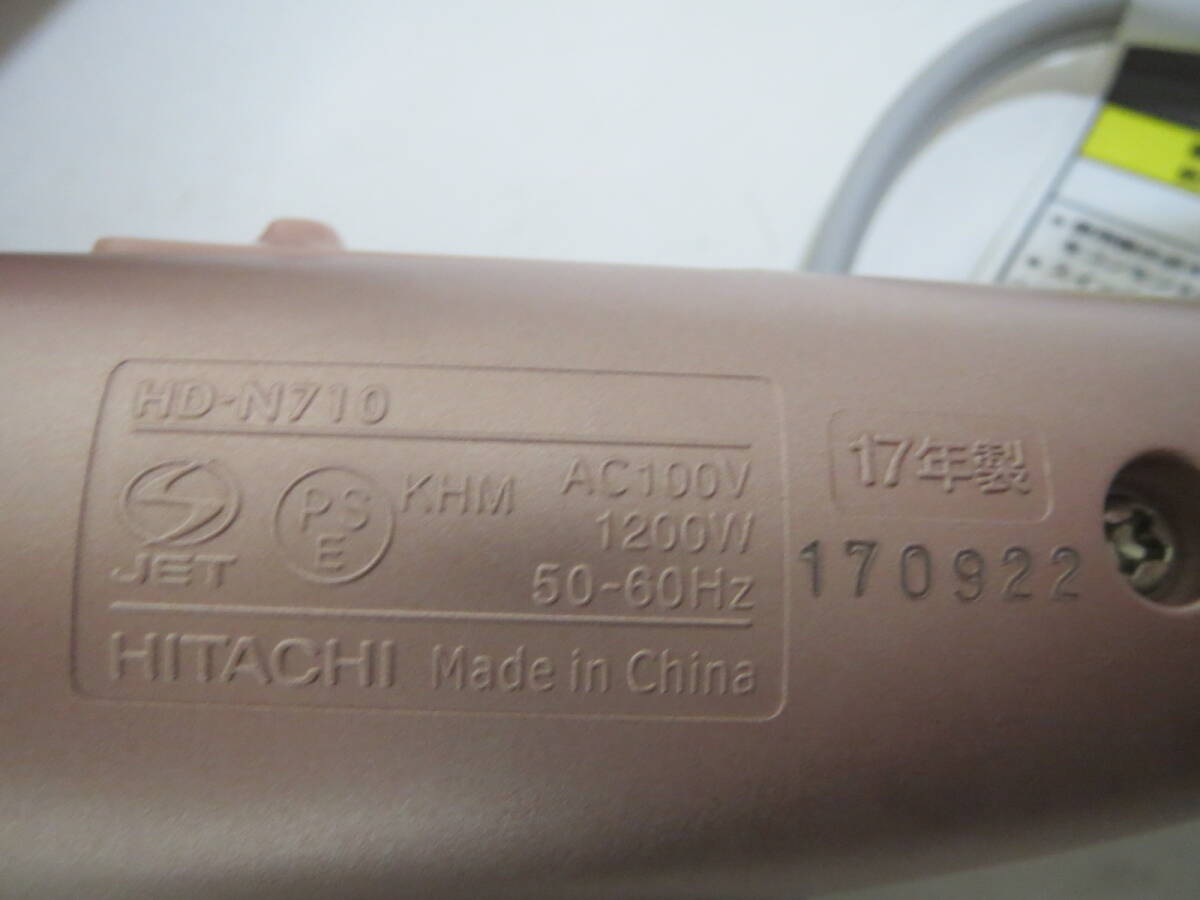 HD-N710
JET
PS
E
KHM
AC100V
1200W
50-60Hz
HITACHI Made in China
17年製
170922